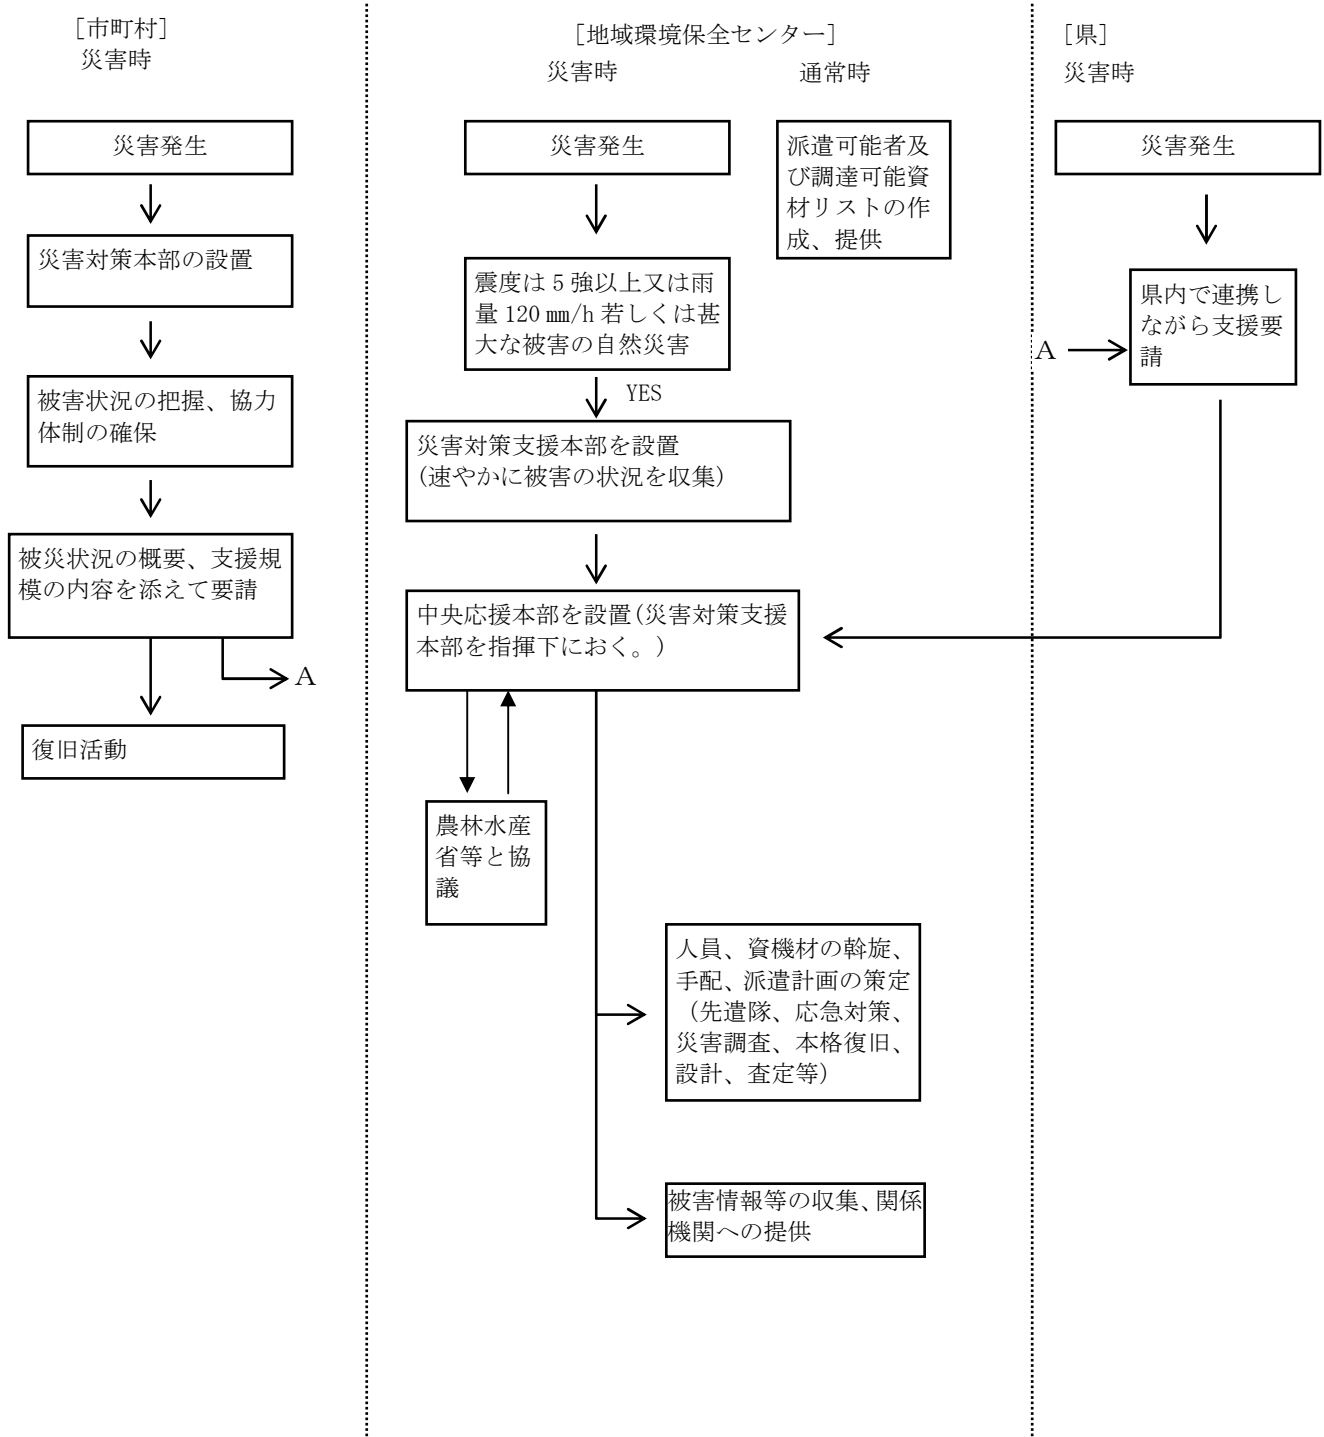 [市町村]
災害時
災害発生
災害対策本部の設置
被害状況の把握、協力
体制の確保
被災状況の概要、支援規
模の内容を添えて要請
A
復旧活動
[地域環境保全センター]
災害時
通常時
災害発生
震度は 5 強以上又は雨
量 120 ㎜/h 若しくは甚
大な被害の自然災害
YES
災害対策支援本部を設置
(速やかに被害の状況を収集)
中央応援本部を設置(災害対策支援
本部を指揮下におく。)
農林水産
省等と協
議
人員、資機材の斡旋、
手配、派遣計画の策定
(先遣隊、応急対策、
災害調査、本格復旧、
設計、査定等)
被害情報等の収集、関係
機関への提供
派遣可能者及
び調達可能資
材リストの作
成、提供
[県]
災害時
災害発生
A
県内で連携し
ながら支援要
請